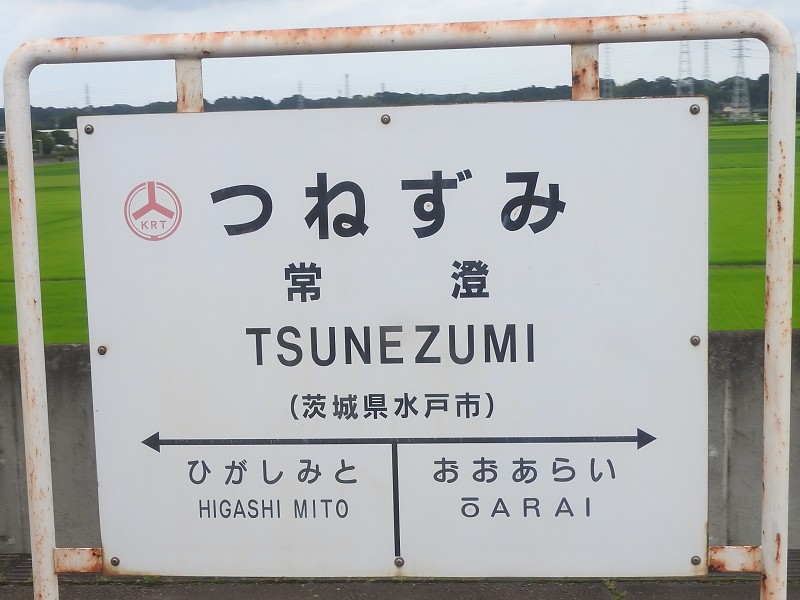 KRT
つねずみ
常澄
TSUNEZUMI
(茨城県水戸市)
ひがしみと
HIGASHI MITO
おおあらい
ōARAI